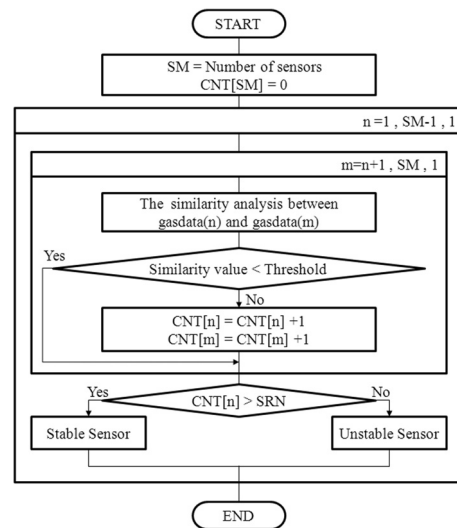 START
SM = Number of sensors
CNT[SM] = 0
n =1 , SM-1 , 1
m=n+1 , SM , 1
The similarity analysis between
gasdata(n) and gasdata(m)
Yes
Similarity value < Threshold
No
CNT[n] = CNT[n] +1
CNT[m] = CNT[m] +1
Yes
CNT[n] > SRN
No
Stable Sensor
Unstable Sensor
END